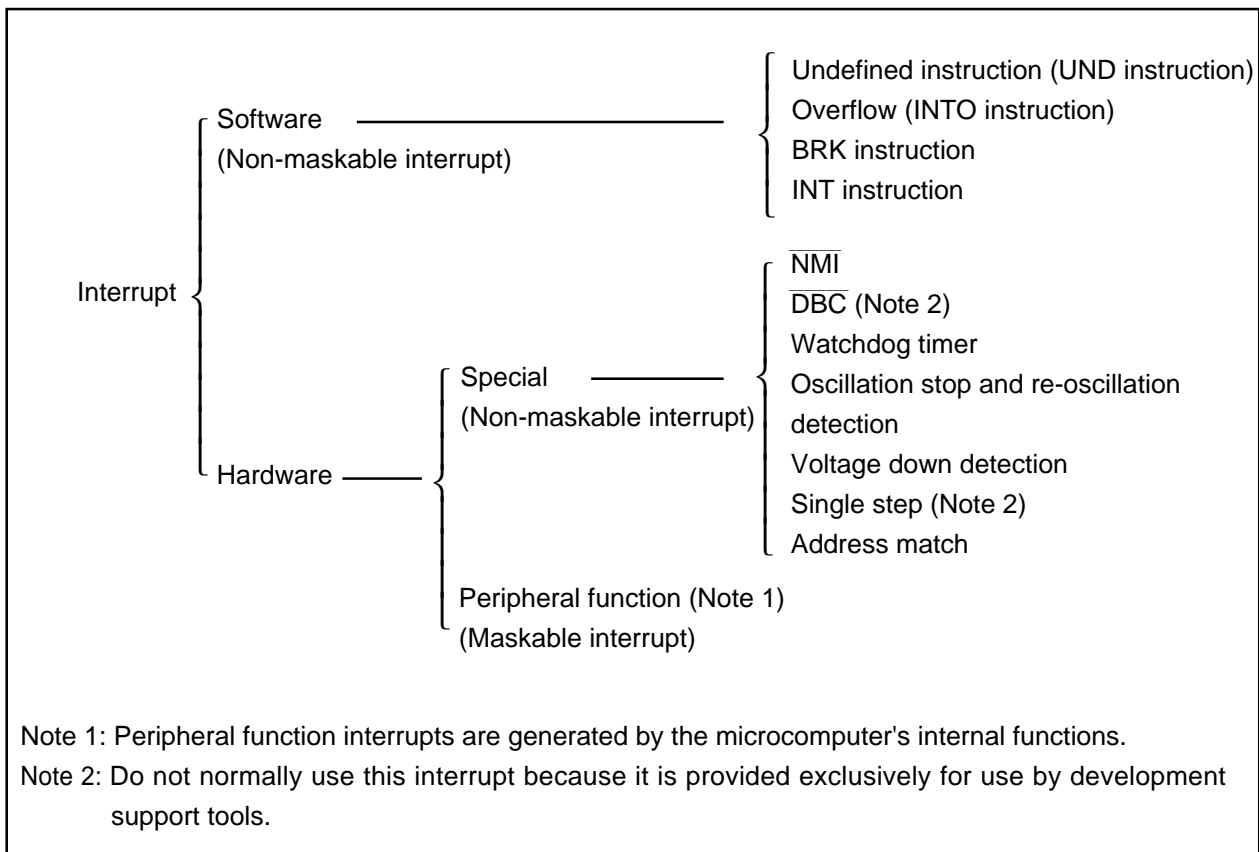 Interrupt
Software
(Non-maskable interrupt)
Undefined instruction (UND instruction)
Overflow (INTO instruction)
BRK instruction
INT instruction
Hardware
Special
(Non-maskable interrupt)
N̅M̅I̅
D̅B̅C̅ (Note 2)
Watchdog timer
Oscillation stop and re-oscillation
detection
Voltage down detection
Single step (Note 2)
Address match
Peripheral function (Note 1)
(Maskable interrupt)
Note 1: Peripheral function interrupts are generated by the microcomputer's internal functions.
Note 2: Do not normally use this interrupt because it is provided exclusively for use by development
support tools.